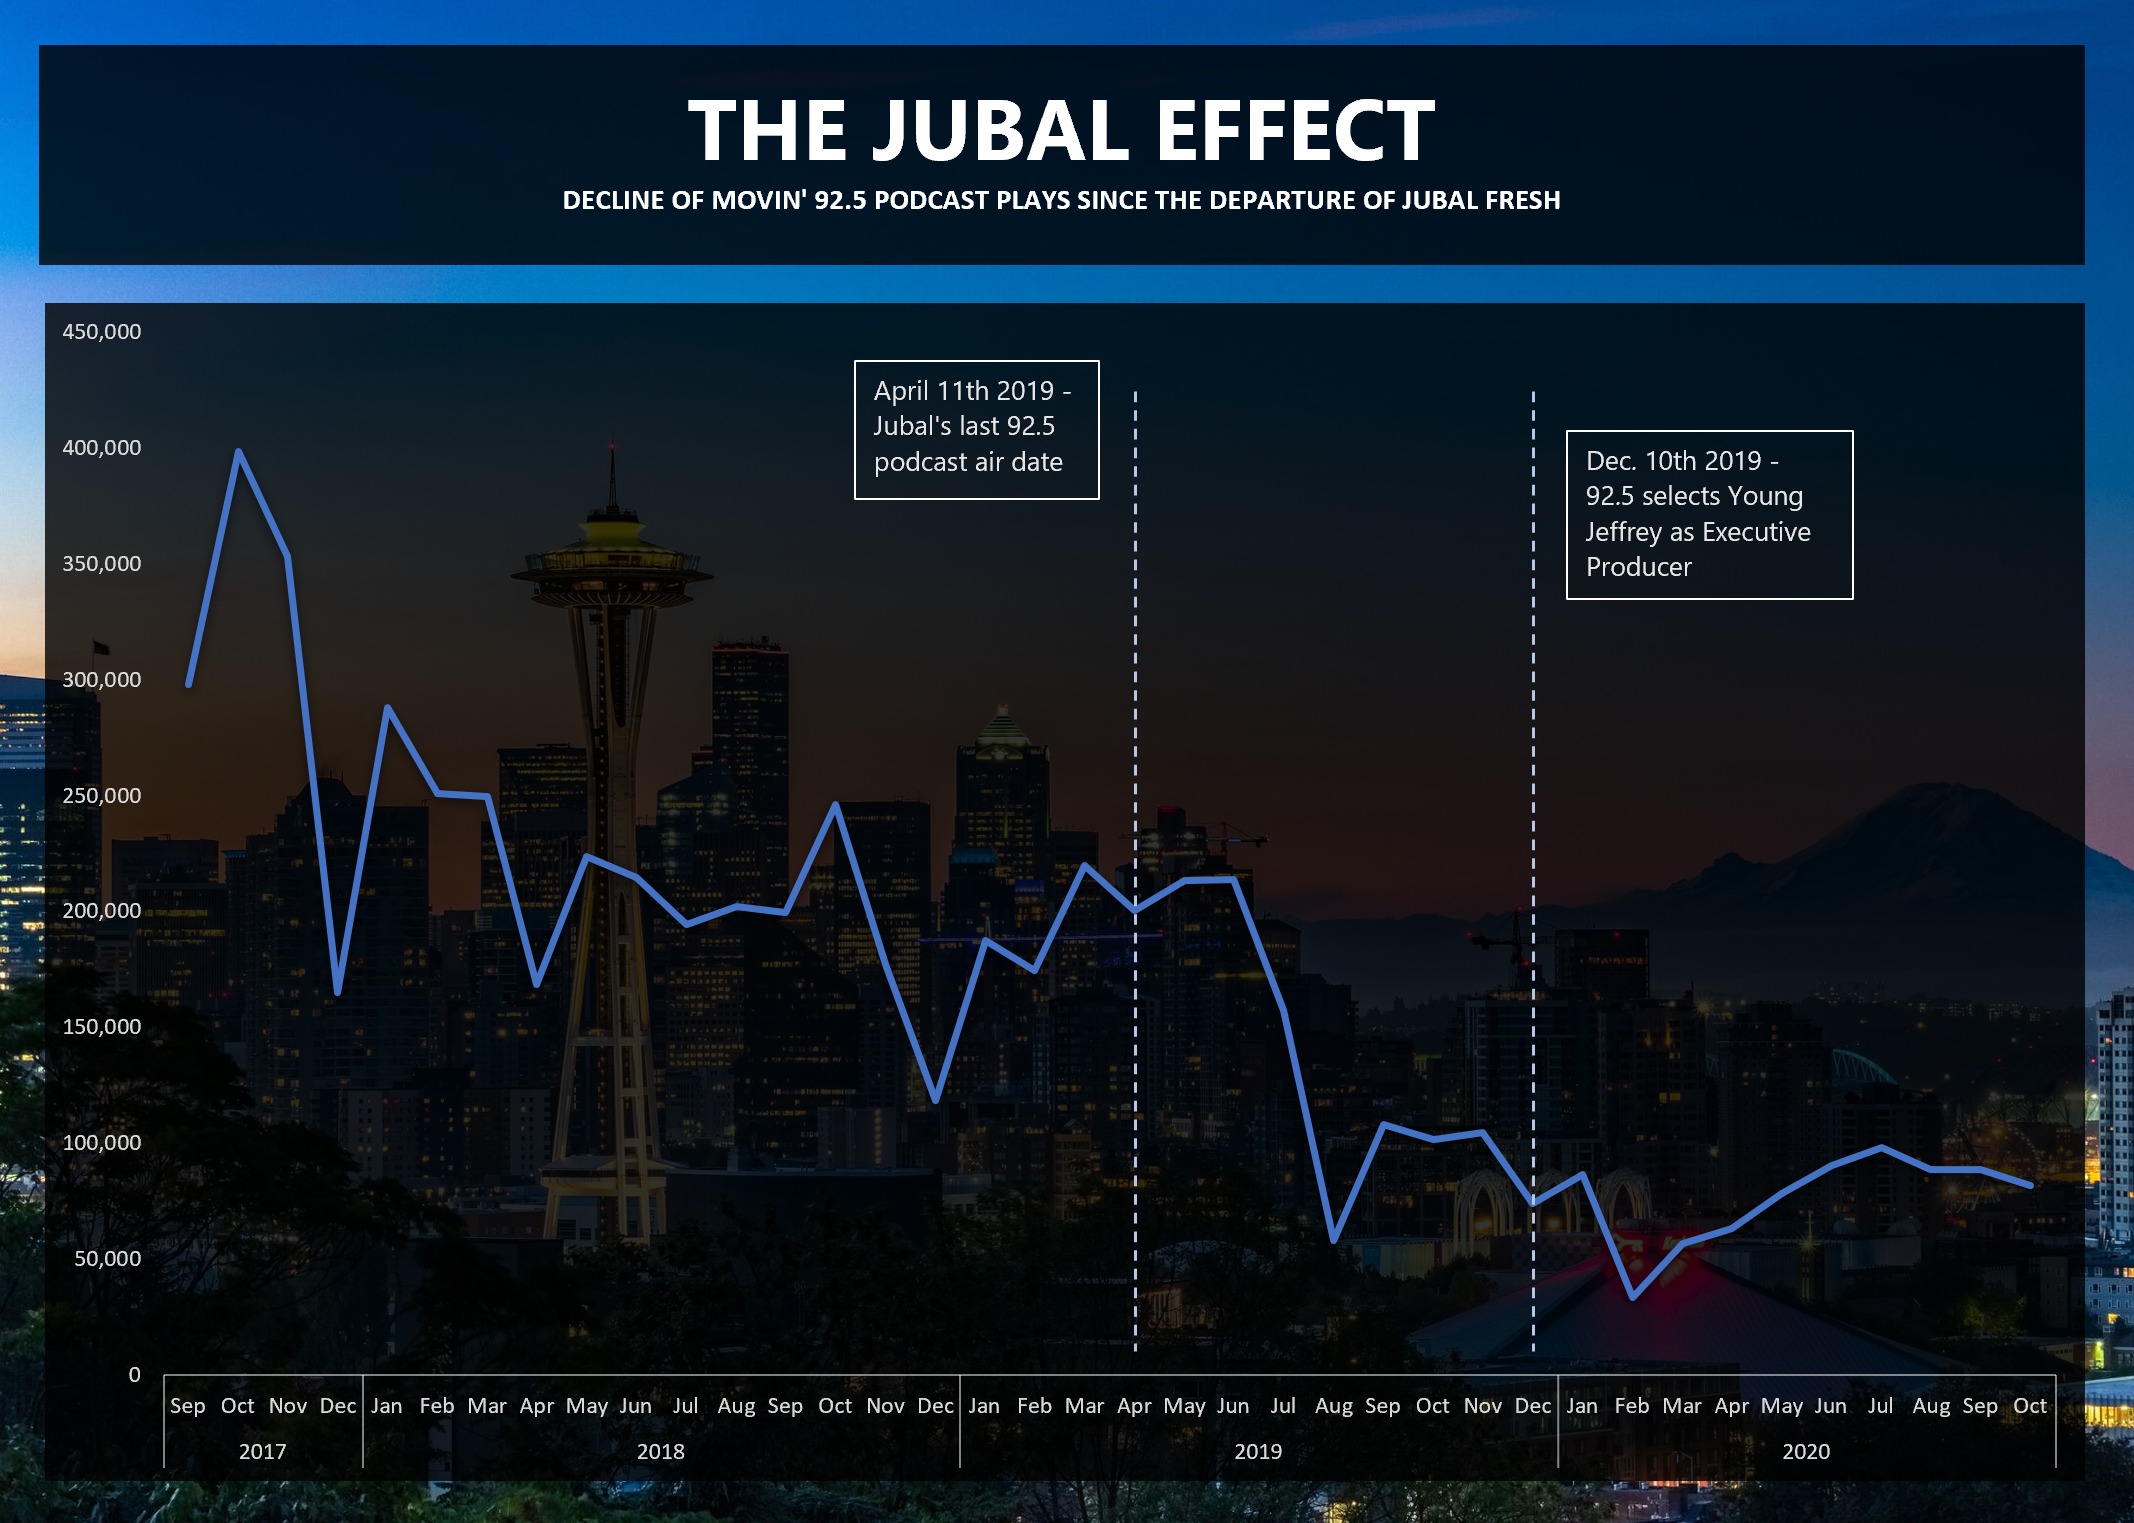 THE JUBAL EFFECT
DECLINE OF MOVIN' 92.5 PODCAST PLAYS SINCE THE DEPARTURE OF JUBAL FRESH
450,000
400,000
350,000
300,000
250,000
200,000
150,000
100,000
50,000
0
April 11th 2019 -
Jubal's last 92.5
podcast air date
Dec. 10th 2019 -
92.5 selects Young
Jeffrey as Executive
Producer
Sep Oct Nov Dec Jan Feb Mar Apr May Jun Jul Aug Sep Oct Nov Dec Jan Feb Mar Apr May Jun Jul Aug Sep Oct Nov Dec Jan Feb Mar Apr May Jun Jul Aug Sep Oct
2017 2018 2019 2020